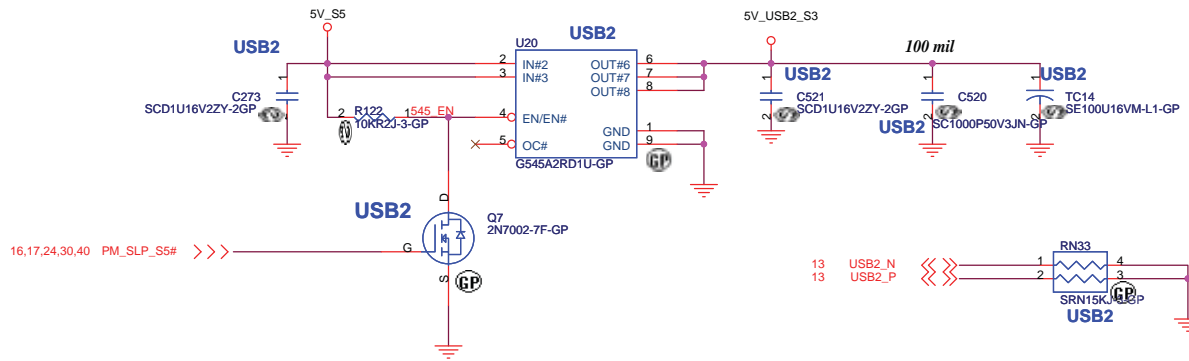 5V_S5
5V_USB2_S3
USB2
USB2
U20
100 mil
2 IN#2
3 IN#3
OUT#6 6
OUT#7 7
OUT#8 8
USB2
USB2
1
C273
SCD1U16V2ZY-2GP
2
R122
2 1
10KR2J-3-GP
545_EN
4 EN/EN#
5 OC#
GND 1
GND 9
G545A2RD1U-GP
GP
1
C521
SCD1U16V2ZY-2GP
2
1
C520
SC1000P50V3JN-GP
2
USB2
TC14
SE100U16VM-L1-GP
1
2
USB2
D
Q7
2N7002-7F-GP
16,17,24,30,40 PM_SLP_S5#
G
S
GP
RN33
13 USB2_N
13 USB2_P
1 4
2 3
GP
USB2